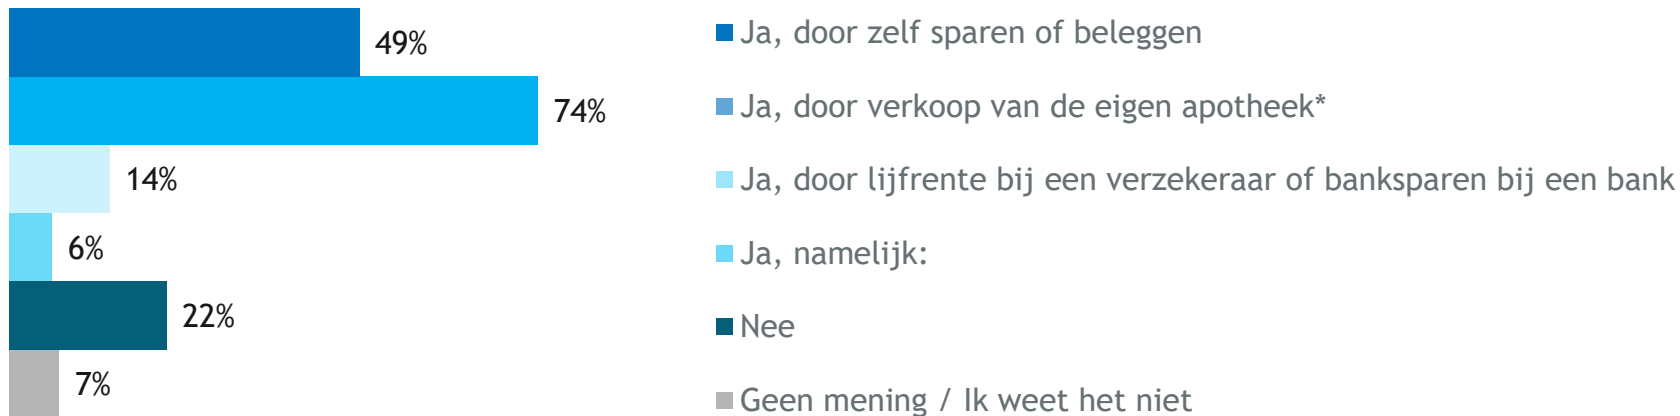 49% Ja, door zelf sparen of beleggen
74% Ja, door verkoop van de eigen apotheek*
14% Ja, door lijfrente bij een verzekeraar of banksparen bij een bank
6% Ja, namelijk:
22% Nee
7% Geen mening / Ik weet het niet